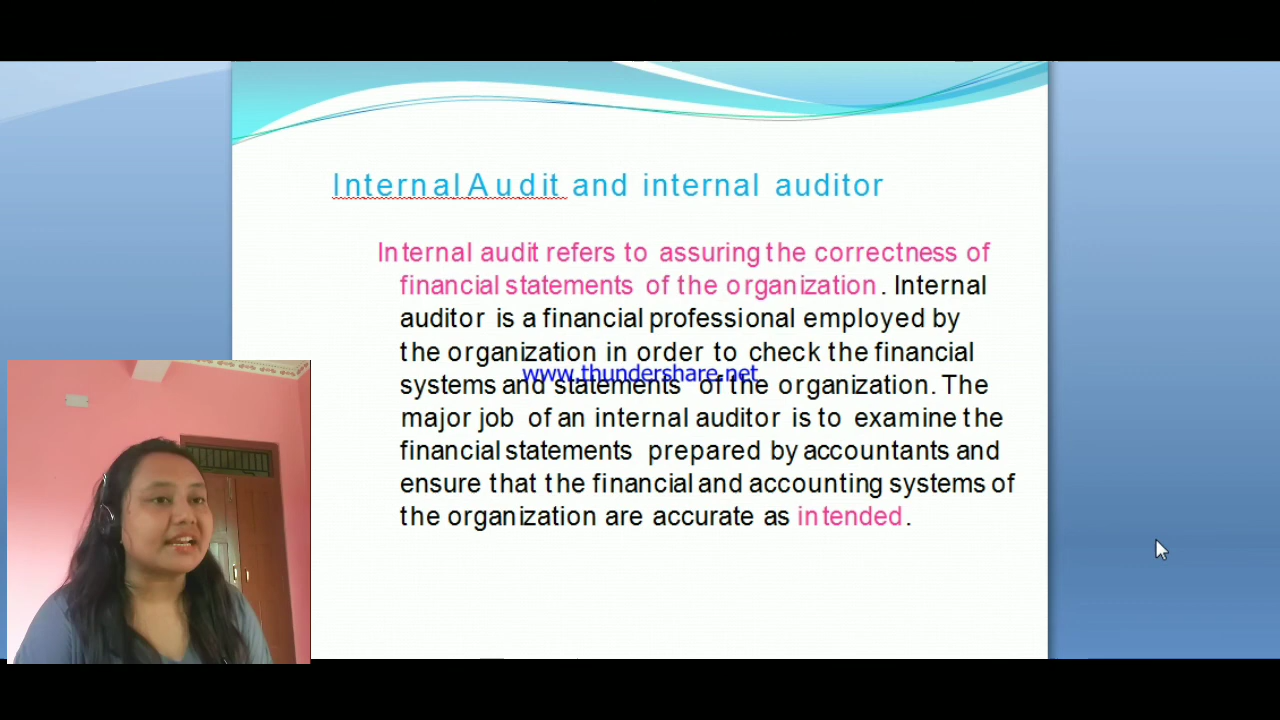 Internal Audit and internal auditor
Internal audit refers to assuring the correctness of
financial statements of the organization. Internal
auditor is a financial professional employed by
the organization in order to check the financial
www.thundershare.net
systems and statements of the organization. The
major job of an internal auditor is to examine the
financial statements prepared by accountants and
ensure that the financial and accounting systems of
the organization are accurate as intended.